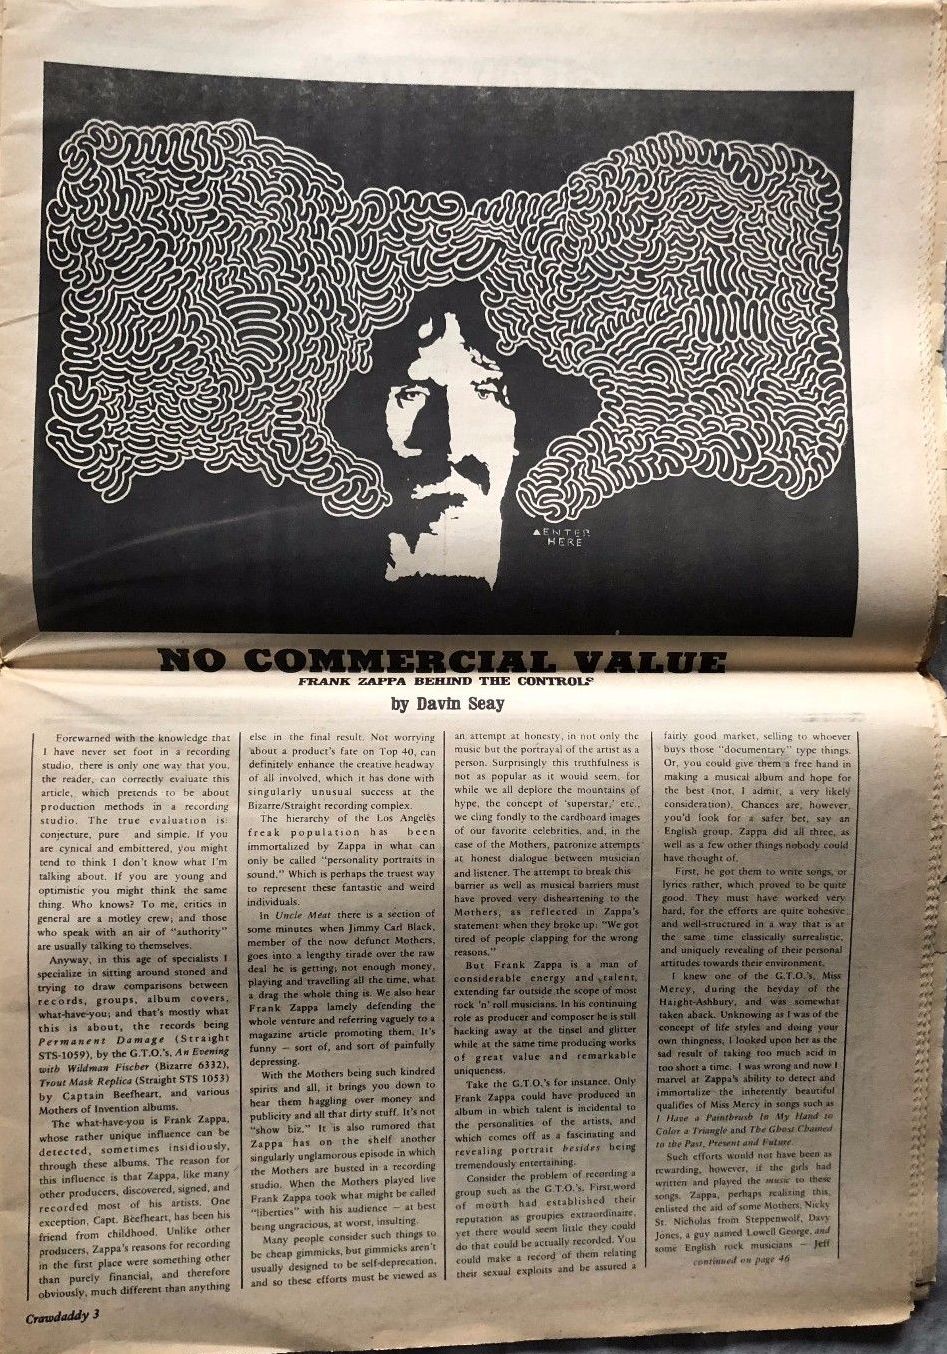 ▲ENTER
HERE
NO COMMERCIAL VALUE
FRANK ZAPPA BEHIND THE CONTROLS
by Davin Seay
Forewarned with the knowledge that
I have never set foot in a recording
studio, there is only one way that you,
the reader, can correctly evaluate this
article, which pretends to be about
production methods in a recording
studio. The true evaluation is:
conjecture, pure and simple. If you
are cynical and embittered, you might
tend to think I don't know what I'm
talking about. If you are young and
optimistic you might think the same
thing. Who knows? To me, critics in
general are a motley crew; and those
who speak with an air of "authority"
are usually talking to themselves.
Anyway, in this age of specialists I
specialize in sitting around stoned and
trying to draw comparisons between
records, groups, album covers,
what-have-you; and that's mostly what
this is about, the records being
Permanent Damage (Straight
STS-1059), by the G.T.O.'s, An Evening
with Wildman Fischer (Bizarre 6332),
Trout Mask Replica (Straight STS 1053)
by Captain Beefheart, and various
Mothers of Invention albums.
The what-have-you is Frank Zappa,
whose rather unique influence can be
detected, sometimes insidiously,
through these albums. The reason for
this influence is that Zappa, like many
other producers, discovered, signed, and
recorded most of his artists. One
exception, Capt. Beefheart, has been his
friend from childhood. Unlike other
producers, Zappa's reasons for recording
in the first place were something other
than purely financial, and therefore
obviously, much different than anything
else in the final result. Not worrying
about a product's fate on Top 40, can
definitely enhance the creative headway
of all involved, which it has done with
singularly unusual success at the
Bizarre/Straight recording complex.
The hierarchy of the Los Angeles
freak population has been
immortalized by Zappa in what can
only be called "personality portraits in
sound." Which is perhaps the truest way
to represent these fantastic and weird
individuals.
In Uncle Meat there is a section of
some minutes when Jimmy Carl Black,
member of the now defunct Mothers,
goes into a lengthy tirade over the raw
deal he is getting; not enough money,
playing and travelling all the time, what
a drag the whole thing is. We also hear
Frank Zappa lamely defending the
whole venture and referring vaguely to a
magazine article promoting them. It's
funny — sort of, and sort of painfully
depressing.
With the Mothers being such kindred
spirits and all, it brings you down to
hear them haggling over money and
publicity and all that dirty stuff. It's not
"show biz." It is also rumored that
Zappa has on the shelf another
singularly unglamorous episode in which
the Mothers are busted in a recording
studio. When the Mothers played live
Frank Zappa took what might be called
"liberties" with his audience — at best
being ungracious, at worst, insulting.
Many people consider such things to
be cheap gimmicks, but gimmicks aren't
usually designed to be self-deprecation,
and so these efforts must be viewed as
an attempt at honesty, in not only the
music but the portrayal of the artist as a
person. Surprisingly this truthfulness is
not as popular as it would seem, for
while we all deplore the mountains of
hype, the concept of 'superstar,' etc.,
we cling fondly to the cardboard images
of our favorite celebrities, and, in the
case of the Mothers, patronize attempts
at honest dialogue between musician
and listener. The attempt to break this
barrier as well as musical barriers must
have proved very disheartening to the
Mothers, as reflected in Zappa's
statement when they broke up: "We got
tired of people clapping for the wrong
reasons."
But Frank Zappa is a man of
considerable energy and talent,
extending far outside the scope of most
rock 'n' roll musicians. In his continuing
role as producer and composer he is still
hacking away at the tinsel and glitter
while at the same time producing works
of great value and remarkable
uniqueness.
Take the G.T.O.'s for instance. Only
Frank Zappa could have produced an
album in which talent is incidental to
the personalities of the artists, and
which comes off as a fascinating and
revealing portrait besides being
tremendously entertaining.
Consider the problem of recording a
group such as the G.T.O.'s. First, word
of mouth had established their
reputation as groupies extraordinaire,
yet there would seem little they could
do that could be actually recorded. You
could make a record of them relating
their sexual exploits and be assured a
fairly good market, selling to whoever
buys those "documentary" type things.
Or, you could give them a free hand in
making a musical album and hope for
the best (not, I admit, a very likely
consideration). Chances are, however,
you'd look for a safer bet, say an
English group. Zappa did all three, as
well as a few other things nobody could
have thought of.
First, he got them to write songs, or
lyrics rather, which proved to be quite
good. They must have worked very
hard, for the efforts are quite cohesive
and well-structured in a way that is at
the same time classically surrealistic,
and uniquely revealing of their personal
attitudes towards their environment.
I knew one of the G.T.O.'s, Miss
Mercy, during the heyday of the
Haight-Ashbury, and was somewhat
taken aback. Unknowing as I was of the
concept of life styles and doing your
own thingness, I looked upon her as the
sad result of taking too much acid in
too short a time. I was wrong and now I
marvel at Zappa's ability to detect and
immortalize the inherently beautiful
qualifies of Miss Mercy in songs such as
I Have a Paintbrush In My Hand to
Color a Triangle and The Ghost Chained
to the Past, Present and Future.
Such efforts would not have been as
rewarding, however, if the girls had
written and played the music to these
songs. Zappa, perhaps realizing this,
enlisted the aid of some Mothers, Nicky
St. Nicholas from Steppenwolf, Davy
Jones, a guy named Lowell George, and
some English rock musicians — Jeff
continued on page 46
Crawdaddy 3